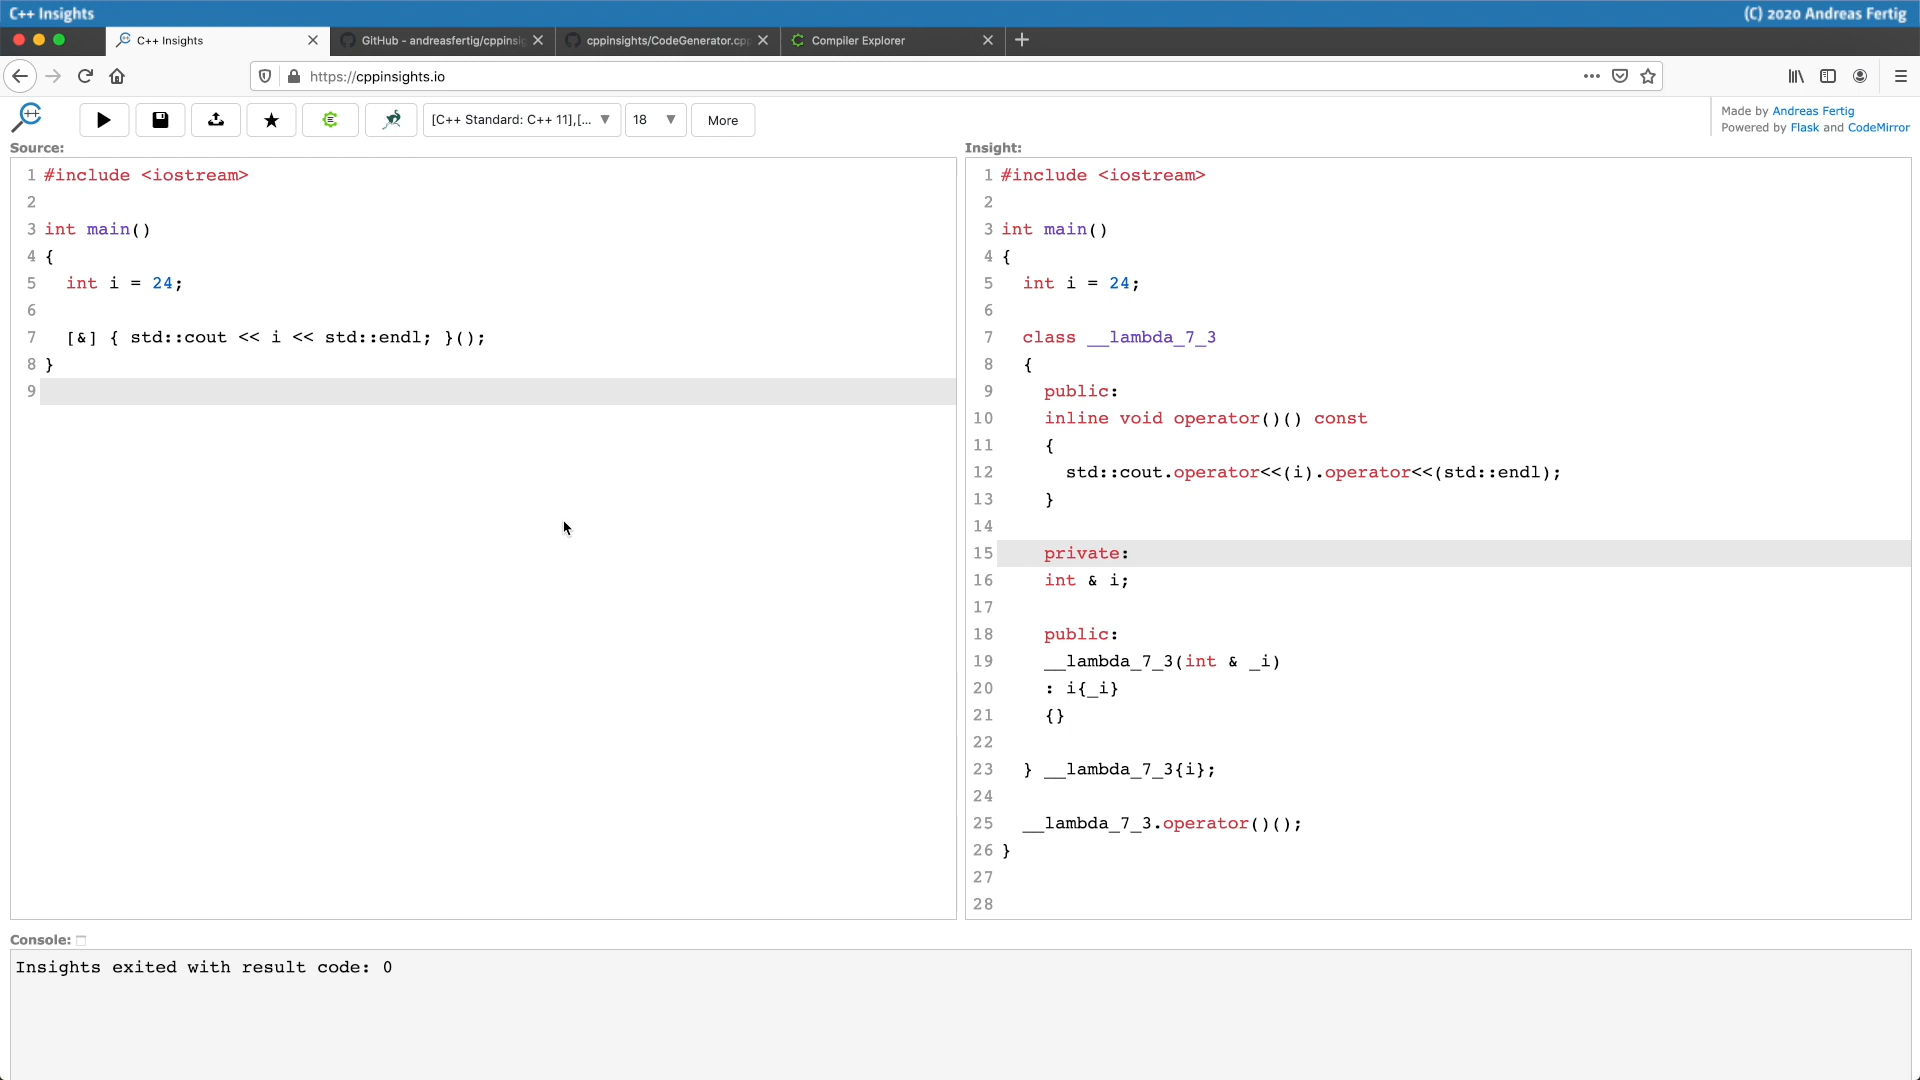 C++ Insights
(C) 2020 Andreas Fertig
C++ Insights
GitHub - andreasfertig/cppinsig
cppinsights/CodeGenerator.cpp
Compiler Explorer
https://cppinsights.io
[C++ Standard: C++ 11],[... ▼
18 ▼
More
Made by Andreas Fertig
Powered by Flask and CodeMirror
Source:
1 #include <iostream>
2
3 int main()
4 {
5   int i = 24;
6
7   [&] { std::cout << i << std::endl; }();
8 }
9
Insight:
1 #include <iostream>
2
3 int main()
4 {
5   int i = 24;
6
7   class __lambda_7_3
8   {
9     public:
10     inline void operator()() const
11     {
12       std::cout.operator<<(i).operator<<(std::endl);
13     }
14
15     private:
16     int & i;
17
18     public:
19     __lambda_7_3(int & _i)
20     : i{_i}
21     {}
22
23   } __lambda_7_3{i};
24
25   __lambda_7_3.operator()();
26 }
27
28
Console:
Insights exited with result code: 0